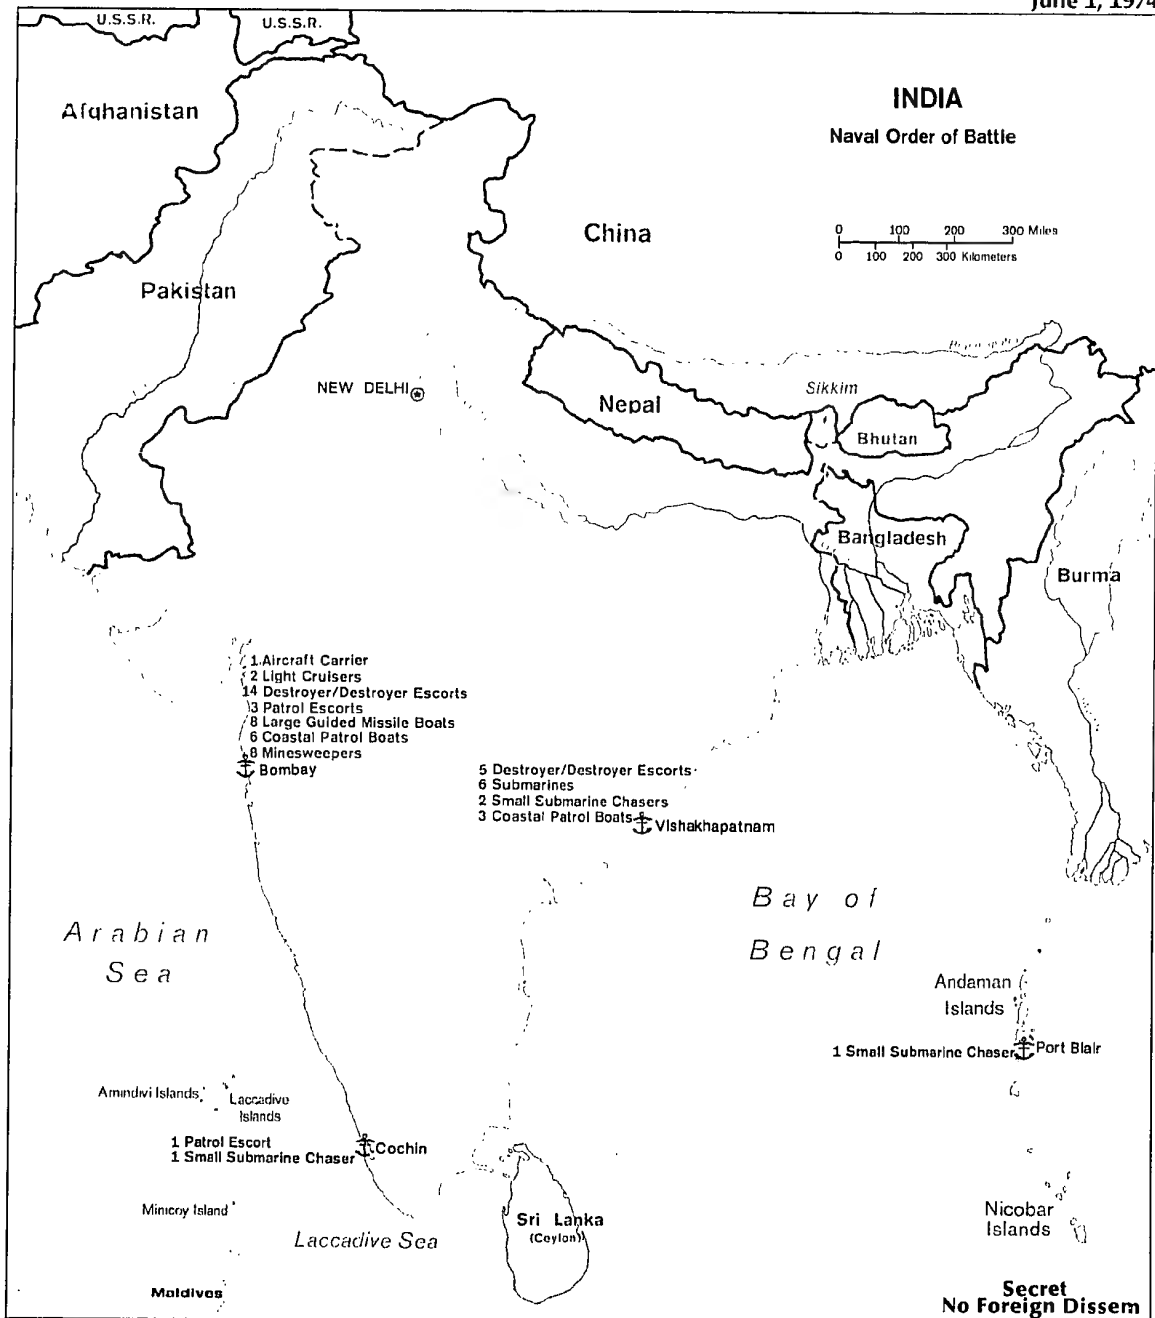 June 1, 1974
U.S.S.R.
U.S.S.R.
Afghanistan
INDIA
Naval Order of Battle
China
0 100 200 300 Miles
0 100 200 300 Kilometers
Pakistan
NEW DELHI
Nepal
Sikkim
Bhutan
Bangladesh
Burma
1 Aircraft Carrier
2 Light Cruisers
14 Destroyer/Destroyer Escorts
3 Patrol Escorts
8 Large Guided Missile Boats
6 Coastal Patrol Boats
8 Minesweepers
Bombay
5 Destroyer/Destroyer Escorts
6 Submarines
2 Small Submarine Chasers
3 Coastal Patrol Boats
Vishakhapatnam
Arabian
Sea
Bay of
Bengal
Andaman
Islands
1 Small Submarine Chaser
Port Blair
Amindivi Islands
Laccadive
Islands
1 Patrol Escort
1 Small Submarine Chaser
Cochin
Minicoy Island
Laccadive Sea
Sri Lanka
(Ceylon)
Nicobar
Islands
Maldives
Secret
No Foreign Dissem